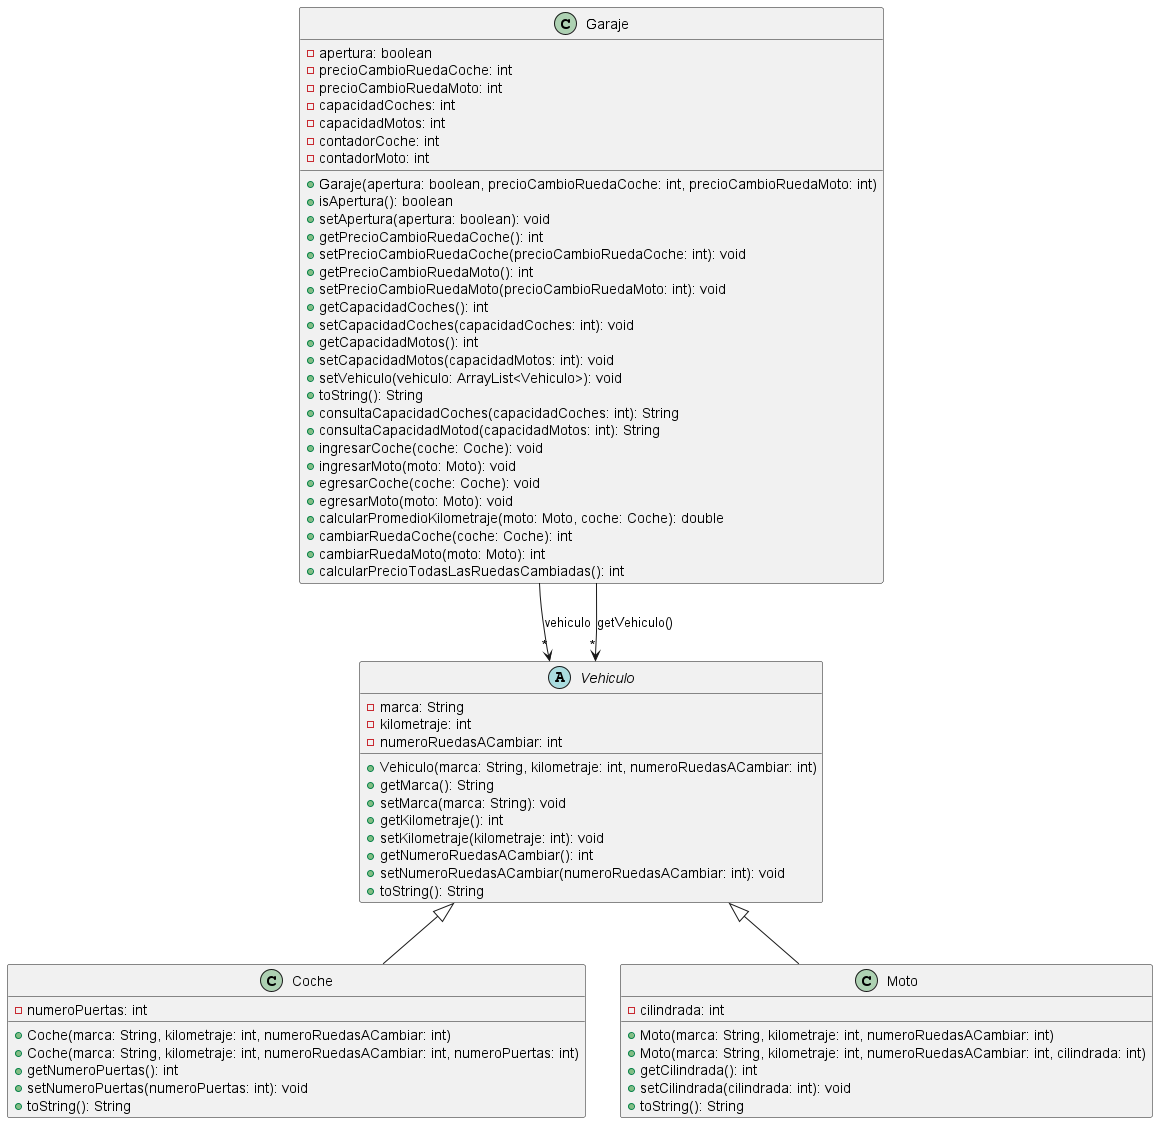 C Garaje
apertura: boolean
precioCambioRuedaCoche: int
precioCambioRuedaMoto: int
capacidadCoches: int
capacidadMotos: int
contadorCoche: int
contadorMoto: int
Garaje(apertura: boolean, precioCambioRuedaCoche: int, precioCambioRuedaMoto: int)
isApertura(): boolean
setApertura(apertura: boolean): void
getPrecioCambioRuedaCoche(): int
setPrecioCambioRuedaCoche(precioCambioRuedaCoche: int): void
getPrecioCambioRuedaMoto(): int
setPrecioCambioRuedaMoto(precioCambioRuedaMoto: int): void
getCapacidadCoches(): int
setCapacidadCoches(capacidadCoches: int): void
getCapacidadMotos(): int
setCapacidadMotos(capacidadMotos: int): void
setVehiculo(vehiculo: ArrayList<Vehiculo>): void
toString(): String
consultaCapacidadCoches(capacidadCoches: int): String
consultaCapacidadMotod(capacidadMotos: int): String
ingresarCoche(coche: Coche): void
ingresarMoto(moto: Moto): void
egresarCoche(coche: Coche): void
egresarMoto(moto: Moto): void
calcularPromedioKilometraje(moto: Moto, coche: Coche): double
cambiarRuedaCoche(coche: Coche): int
cambiarRuedaMoto(moto: Moto): int
calcularPrecioTodasLasRuedasCambiadas(): int
vehiculo getVehiculo()
* *
A Vehiculo
marca: String
kilometraje: int
numeroRuedasACambiar: int
Vehiculo(marca: String, kilometraje: int, numeroRuedasACambiar: int)
getMarca(): String
setMarca(marca: String): void
getKilometraje(): int
setKilometraje(kilometraje: int): void
getNumeroRuedasACambiar(): int
setNumeroRuedasACambiar(numeroRuedasACambiar: int): void
toString(): String
C Coche
numeroPuertas: int
Coche(marca: String, kilometraje: int, numeroRuedasACambiar: int)
Coche(marca: String, kilometraje: int, numeroRuedasACambiar: int, numeroPuertas: int)
getNumeroPuertas(): int
setNumeroPuertas(numeroPuertas: int): void
toString(): String
C Moto
cilindrada: int
Moto(marca: String, kilometraje: int, numeroRuedasACambiar: int)
Moto(marca: String, kilometraje: int, numeroRuedasACambiar: int, cilindrada: int)
getCilindrada(): int
setCilindrada(cilindrada: int): void
toString(): String